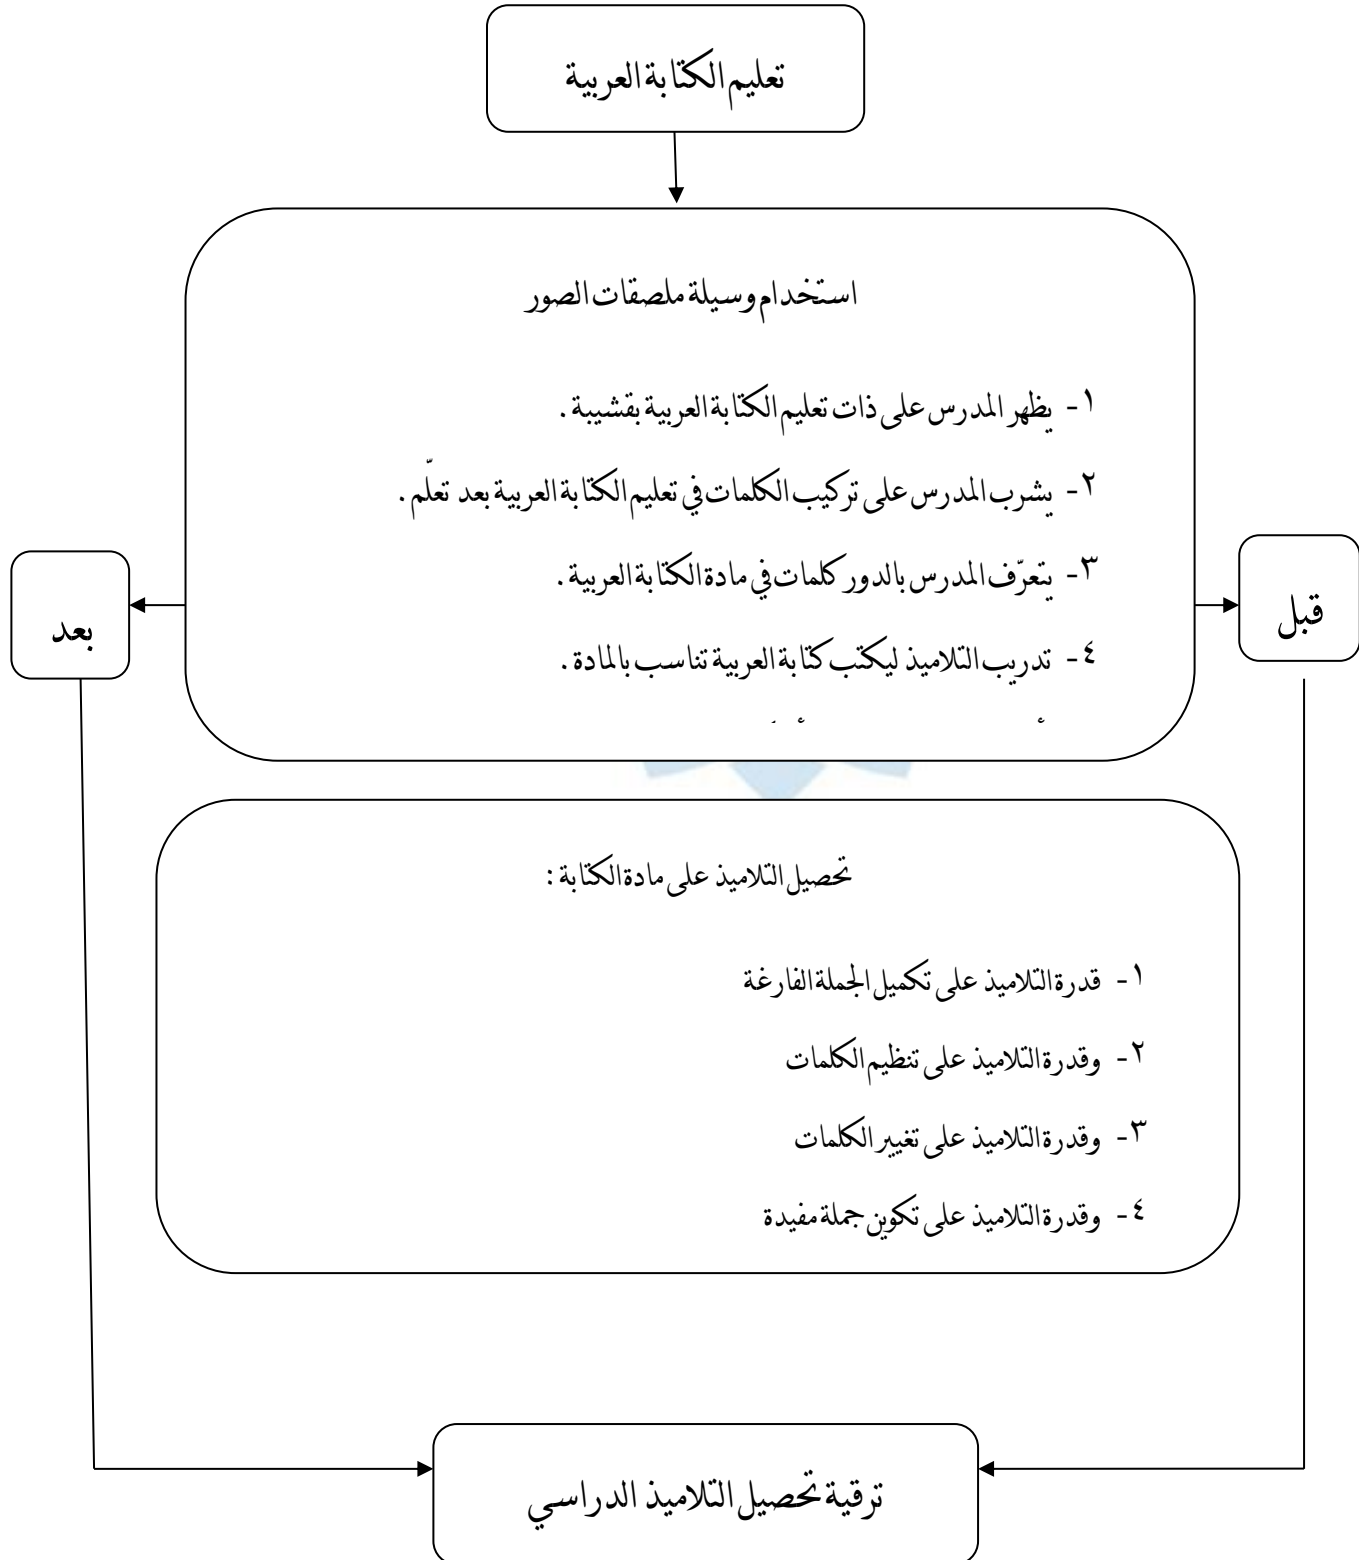 تعليم الكتابة العربية
استخدام وسيلة ملصقات الصور
١- يظهر المدرس على ذات تعليم الكتابة العربية بقشيبة.
٢- يشرب المدرس على تركيب الكلمات في تعليم الكتابة العربية بعد تعلّم.
٣- يتعرّف المدرس بالدور كلمات في مادة الكتابة العربية.
٤- تدريب التلاميذ ليكتب كتابة العربية تناسب بالمادة.
قبل
بعد
تحصيل التلاميذ على مادة الكتابة:
١- قدرة التلاميذ على تكميل الجملة الفارغة
٢- وقدرة التلاميذ على تنظيم الكلمات
٣- وقدرة التلاميذ على تغيير الكلمات
٤- وقدرة التلاميذ على تكوين جملة مفيدة
ترقية تحصيل التلاميذ الدراسي